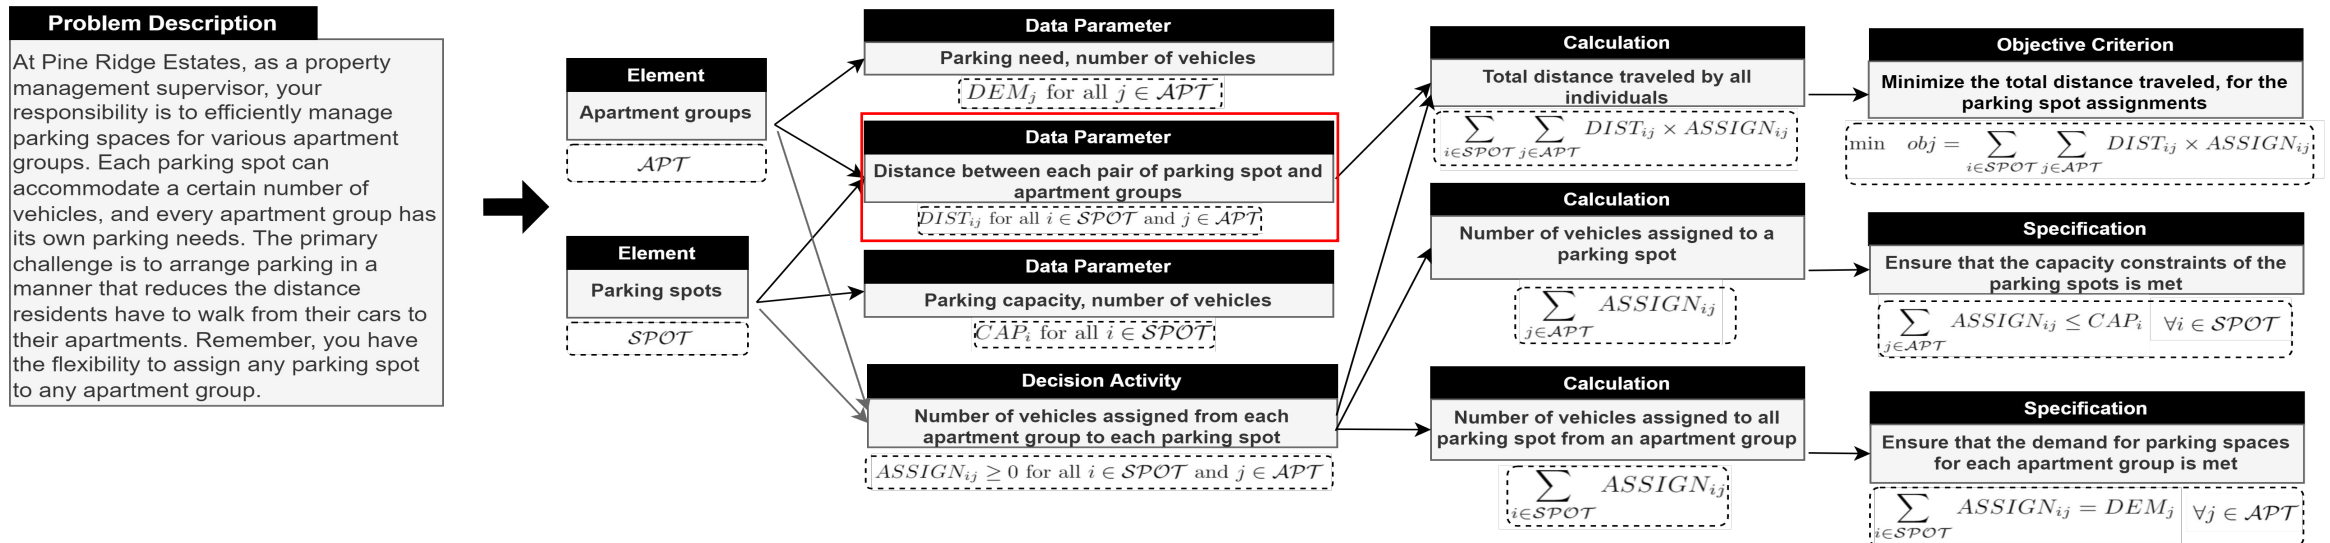 Problem Description
At Pine Ridge Estates, as a property
management supervisor, your
responsibility is to efficiently manage
parking spaces for various apartment
groups. Each parking spot can
accommodate a certain number of
vehicles, and every apartment group has
its own parking needs. The primary
challenge is to arrange parking in a
manner that reduces the distance
residents have to walk from their cars to
their apartments. Remember, you have
the flexibility to assign any parking spot
to any apartment group.
Element
Apartment groups
𝒜𝒫𝒯
Element
Parking spots
𝒮𝒫𝒪𝒯
Data Parameter
Parking need, number of vehicles
DEM_j for all j ∈ 𝒜𝒫𝒯
Data Parameter
Distance between each pair of parking spot and
apartment groups
DIST_ij for all i ∈ 𝒮𝒫𝒪𝒯 and j ∈ 𝒜𝒫𝒯
Data Parameter
Parking capacity, number of vehicles
CAP_i for all i ∈ 𝒮𝒫𝒪𝒯
Decision Activity
Number of vehicles assigned from each
apartment group to each parking spot
ASSIGN_ij ≥ 0 for all i ∈ 𝒮𝒫𝒪𝒯 and j ∈ 𝒜𝒫𝒯
Calculation
Total distance traveled by all
individuals
∑_{i∈𝒮𝒫𝒪𝒯} ∑_{j∈𝒜𝒫𝒯} DIST_ij × ASSIGN_ij
Calculation
Number of vehicles assigned to a
parking spot
∑_{j∈𝒜𝒫𝒯} ASSIGN_ij
Calculation
Number of vehicles assigned to all
parking spot from an apartment group
∑_{i∈𝒮𝒫𝒪𝒯} ASSIGN_ij
Objective Criterion
Minimize the total distance traveled, for the
parking spot assignments
min obj = ∑_{i∈𝒮𝒫𝒪𝒯} ∑_{j∈𝒜𝒫𝒯} DIST_ij × ASSIGN_ij
Specification
Ensure that the capacity constraints of the
parking spots is met
∑_{j∈𝒜𝒫𝒯} ASSIGN_ij ≤ CAP_i ∀i ∈ 𝒮𝒫𝒪𝒯
Specification
Ensure that the demand for parking spaces
for each apartment group is met
∑_{i∈𝒮𝒫𝒪𝒯} ASSIGN_ij = DEM_j ∀j ∈ 𝒜𝒫𝒯